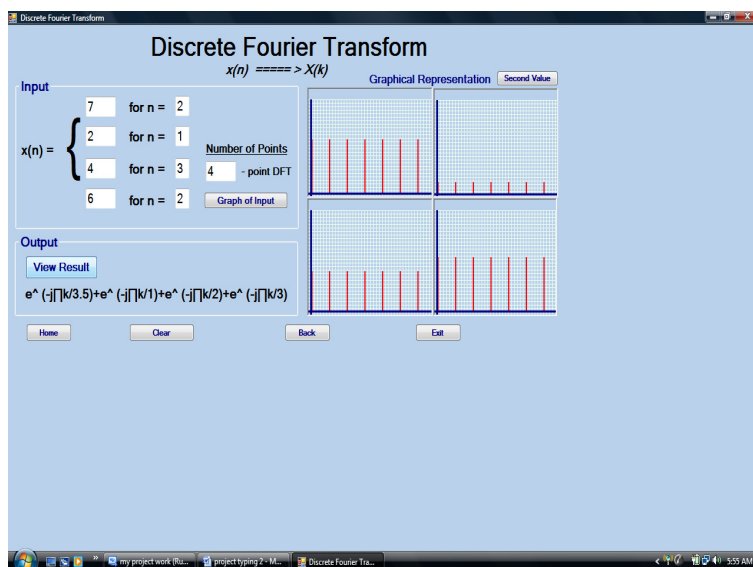 Discrete Fourier Transform
Discrete Fourier Transform
x(n) ===== > X(k)
Graphical Representation
Second Value
Input
7 for n = 2
2 for n = 1
x(n) = {
Number of Points
4 for n = 3
4 - point DFT
6 for n = 2
Graph of Input
Output
View Result
e^ (-j∏k/3.5)+e^ (-j∏k/1)+e^ (-j∏k/2)+e^ (-j∏k/3)
Home
Clear
Back
Exit
my project work (Ru...
project typing 2 - M...
Discrete Fourier Tra...
5:55 AM